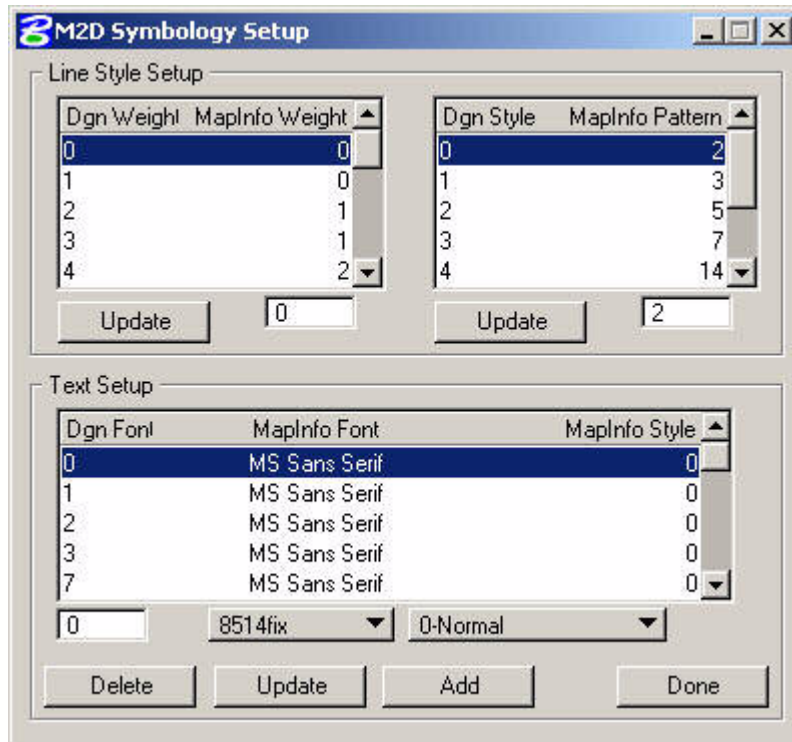 M2D Symbology Setup
Line Style Setup
Dgn Weight MapInfo Weight
0 0
1 0
2 1
3 1
4 2
Update 0
Dgn Style MapInfo Pattern
0 2
1 3
2 5
3 7
4 14
Update 2
Text Setup
Dgn Font MapInfo Font MapInfo Style
0 MS Sans Serif 0
1 MS Sans Serif 0
2 MS Sans Serif 0
3 MS Sans Serif 0
7 MS Sans Serif 0
0 8514fix 0-Normal
Delete Update Add Done